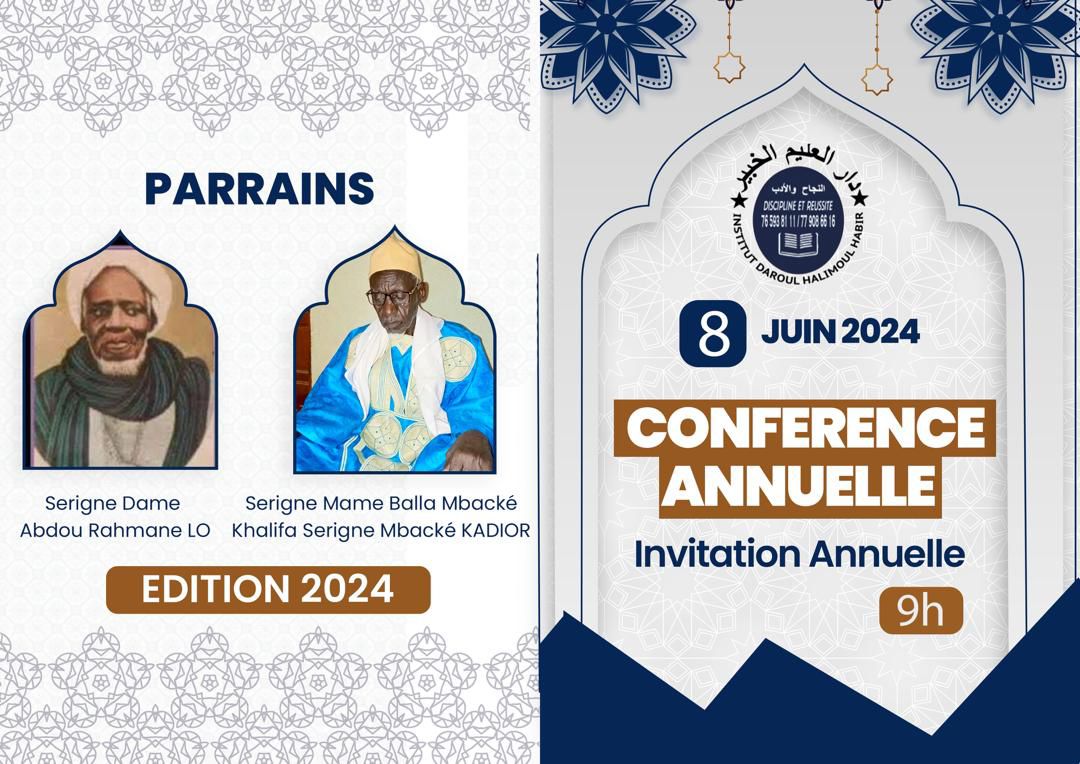 PARRAINS
Serigne Dame
Abdou Rahmane LO
Serigne Mame Balla Mbacké
Khalifa Serigne Mbacké KADIOR
EDITION 2024
دار العليم الخبير
النجاح والأدب
DISCIPLINE ET REUSSITE
76 593 81 11 / 77 908 66 16
INSTITUT DAROUL HALIMOUL HABIR
8 JUIN 2024
CONFERENCE
ANNUELLE
Invitation Annuelle
9h